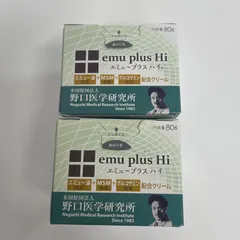 内容量 80g
emu plus Hi
エミュープラス ハイ
エミュー油 + MSM + グルコサミン 配合クリーム
米国財団法人
野口医学研究所
Noguchi Medical Research Institute
Since 1983
内容量 80g
emu plus Hi
エミュープラス ハイ
エミュー油 + MSM + グルコサミン 配合クリーム
米国財団法人
野口医学研究所
Noguchi Medical Research Institute
Since 1983